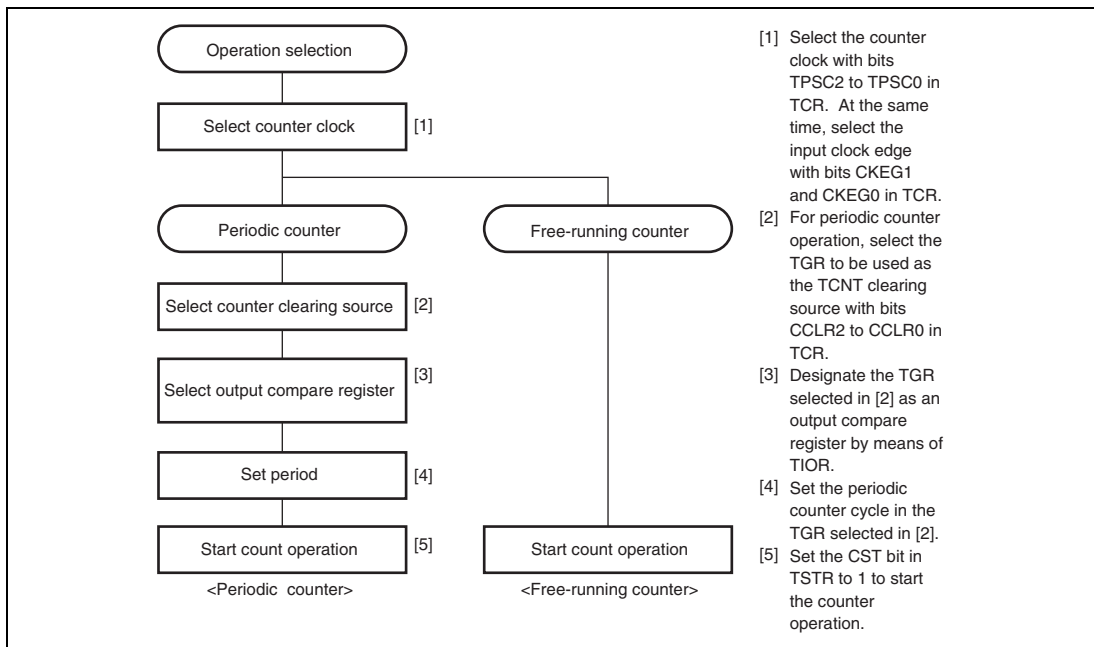 Operation selection
Select counter clock
[1]
Periodic counter
Free-running counter
Select counter clearing source
[2]
Select output compare register
[3]
Set period
[4]
Start count operation
[5]
Start count operation
<Periodic counter>
<Free-running counter>
[1] Select the counter
clock with bits
TPSC2 to TPSC0 in
TCR. At the same
time, select the
input clock edge
with bits CKEG1
and CKEG0 in TCR.
[2] For periodic counter
operation, select the
TGR to be used as
the TCNT clearing
source with bits
CCLR2 to CCLR0 in
TCR.
[3] Designate the TGR
selected in [2] as an
output compare
register by means of
TIOR.
[4] Set the periodic
counter cycle in the
TGR selected in [2].
[5] Set the CST bit in
TSTR to 1 to start
the counter
operation.